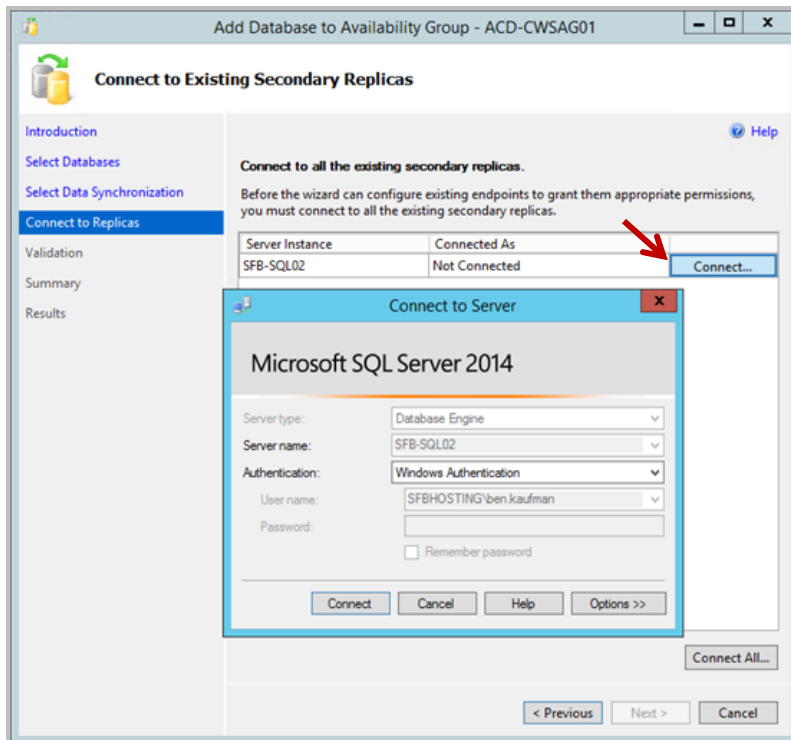 Add Database to Availability Group - ACD-CWSAG01
Connect to Existing Secondary Replicas
Introduction
Select Databases
Select Data Synchronization
Connect to Replicas
Validation
Summary
Results
Help
Connect to all the existing secondary replicas.
Before the wizard can configure existing endpoints to grant them appropriate permissions,
you must connect to all the existing secondary replicas.
Server Instance Connected As
SFB-SQL02 Not Connected Connect...
Connect to Server
Microsoft SQL Server 2014
Server type: Database Engine
Server name: SFB-SQL02
Authentication: Windows Authentication
User name: SFBHOSTING\ben.kaufman
Password:
Remember password
Connect Cancel Help Options >>
Connect All...
< Previous Next > Cancel